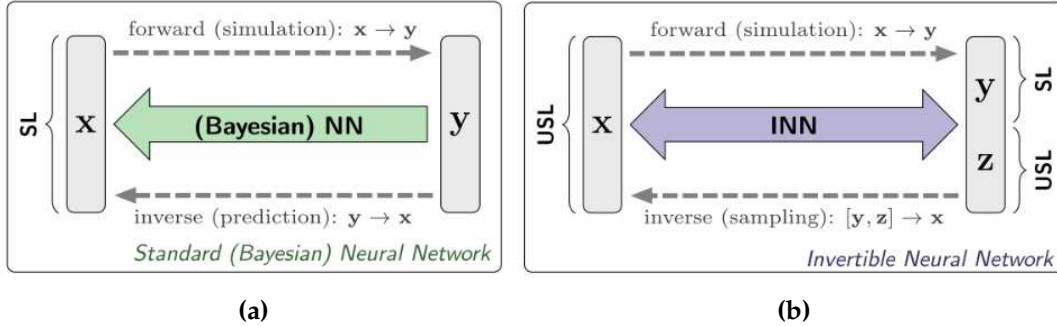 forward (simulation): x → y
SL
x
(Bayesian) NN
y
inverse (prediction): y → x
Standard (Bayesian) Neural Network
(a)
forward (simulation): x → y
USL
x
INN
y
z
SL
USL
inverse (sampling): [y, z] → x
Invertible Neural Network
(b)